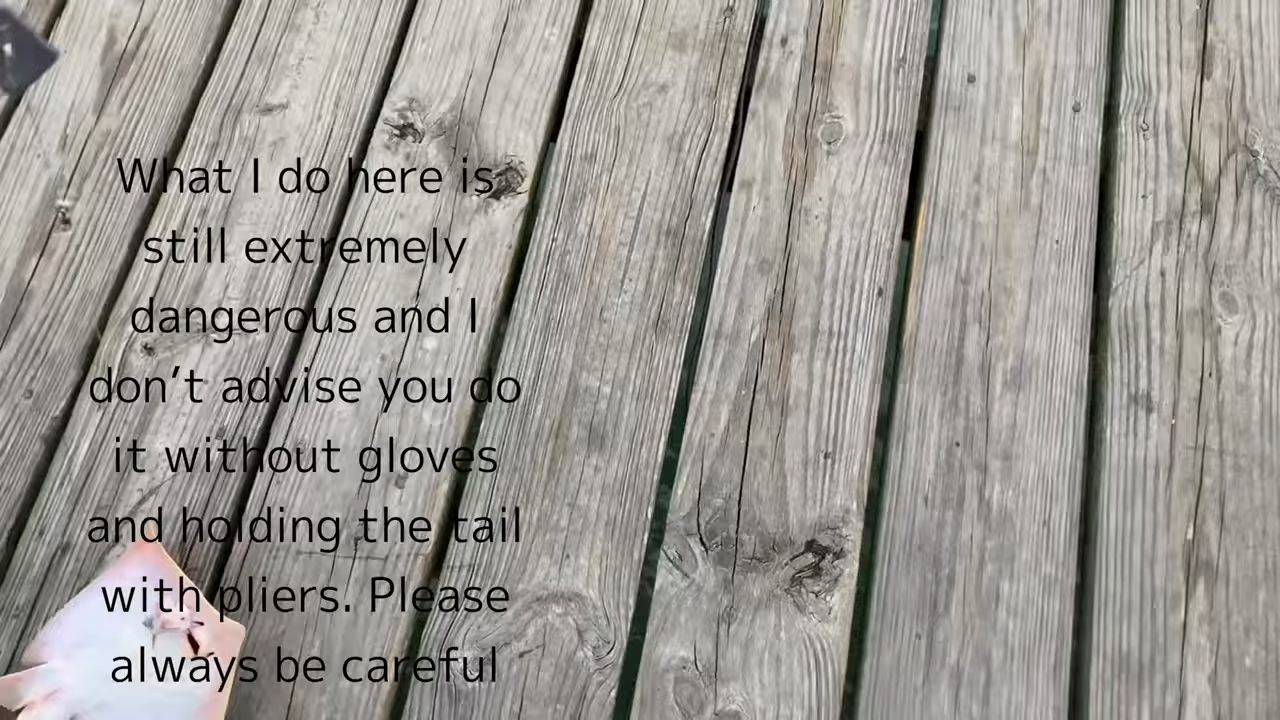 What I do here is
still extremely
dangerous and I
don’t advise you do
it without gloves
and holding the tail
with pliers. Please
always be careful